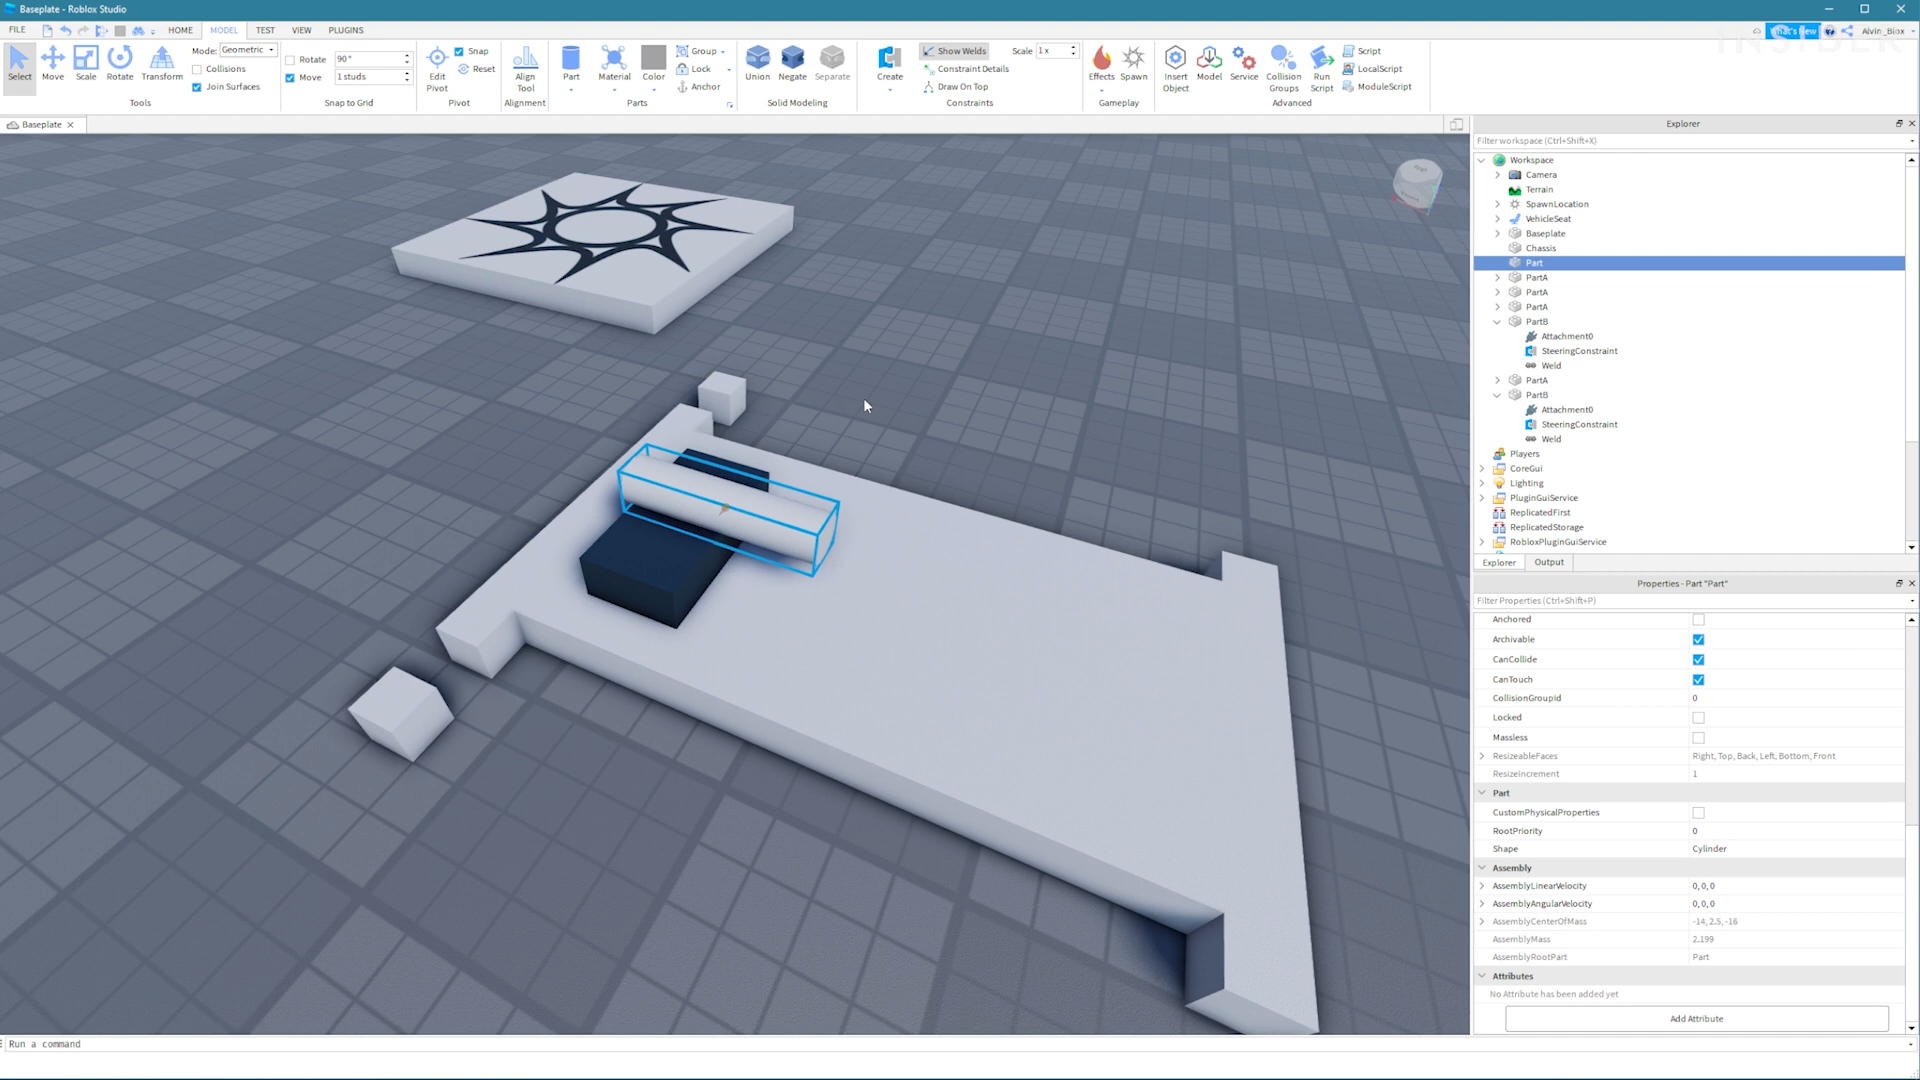 Baseplate - Roblox Studio
FILE
HOME
MODEL
TEST
VIEW
PLUGINS
What's New
Alvin_Blox
INSIDER
Select
Move
Scale
Rotate
Transform
Mode: Geometric
Collisions
Join Surfaces
Tools
Rotate 90°
Move 1 studs
Snap to Grid
Edit Pivot
Snap
Reset
Pivot
Align Tool
Alignment
Part
Material
Color
Group
Lock
Anchor
Parts
Union
Negate
Separate
Solid Modeling
Create
Show Welds
Scale 1x
Constraint Details
Draw On Top
Constraints
Effects
Spawn
Gameplay
Insert Object
Model
Service
Collision Groups
Run Script
Script
LocalScript
ModuleScript
Advanced
Baseplate
Explorer
Filter workspace (Ctrl+Shift+X)
Workspace
Camera
Terrain
SpawnLocation
VehicleSeat
Baseplate
Chassis
Part
PartA
PartA
PartA
PartB
Attachment0
SteeringConstraint
Weld
PartA
PartB
Attachment0
SteeringConstraint
Weld
Players
CoreGui
Lighting
PluginGuiService
ReplicatedFirst
ReplicatedStorage
RobloxPluginGuiService
Explorer
Output
Properties - Part "Part"
Filter Properties (Ctrl+Shift+P)
Anchored
Archivable
CanCollide
CanTouch
CollisionGroupId 0
Locked
Massless
ResizeableFaces Right, Top, Back, Left, Bottom, Front
ResizeIncrement 1
Part
CustomPhysicalProperties
RootPriority 0
Shape Cylinder
Assembly
AssemblyLinearVelocity 0, 0, 0
AssemblyAngularVelocity 0, 0, 0
AssemblyCenterOfMass -14, 2.5, -16
AssemblyMass 2.199
AssemblyRootPart Part
Attributes
No Attribute has been added yet
Add Attribute
Run a command